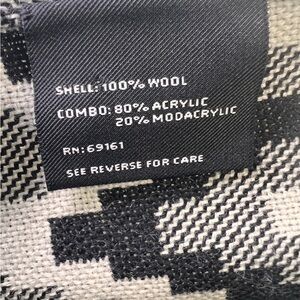 SHELL: 100% WOOL
COMBO: 80% ACRYLIC
20% MODACRYLIC
RN: 69161
SEE REVERSE FOR CARE